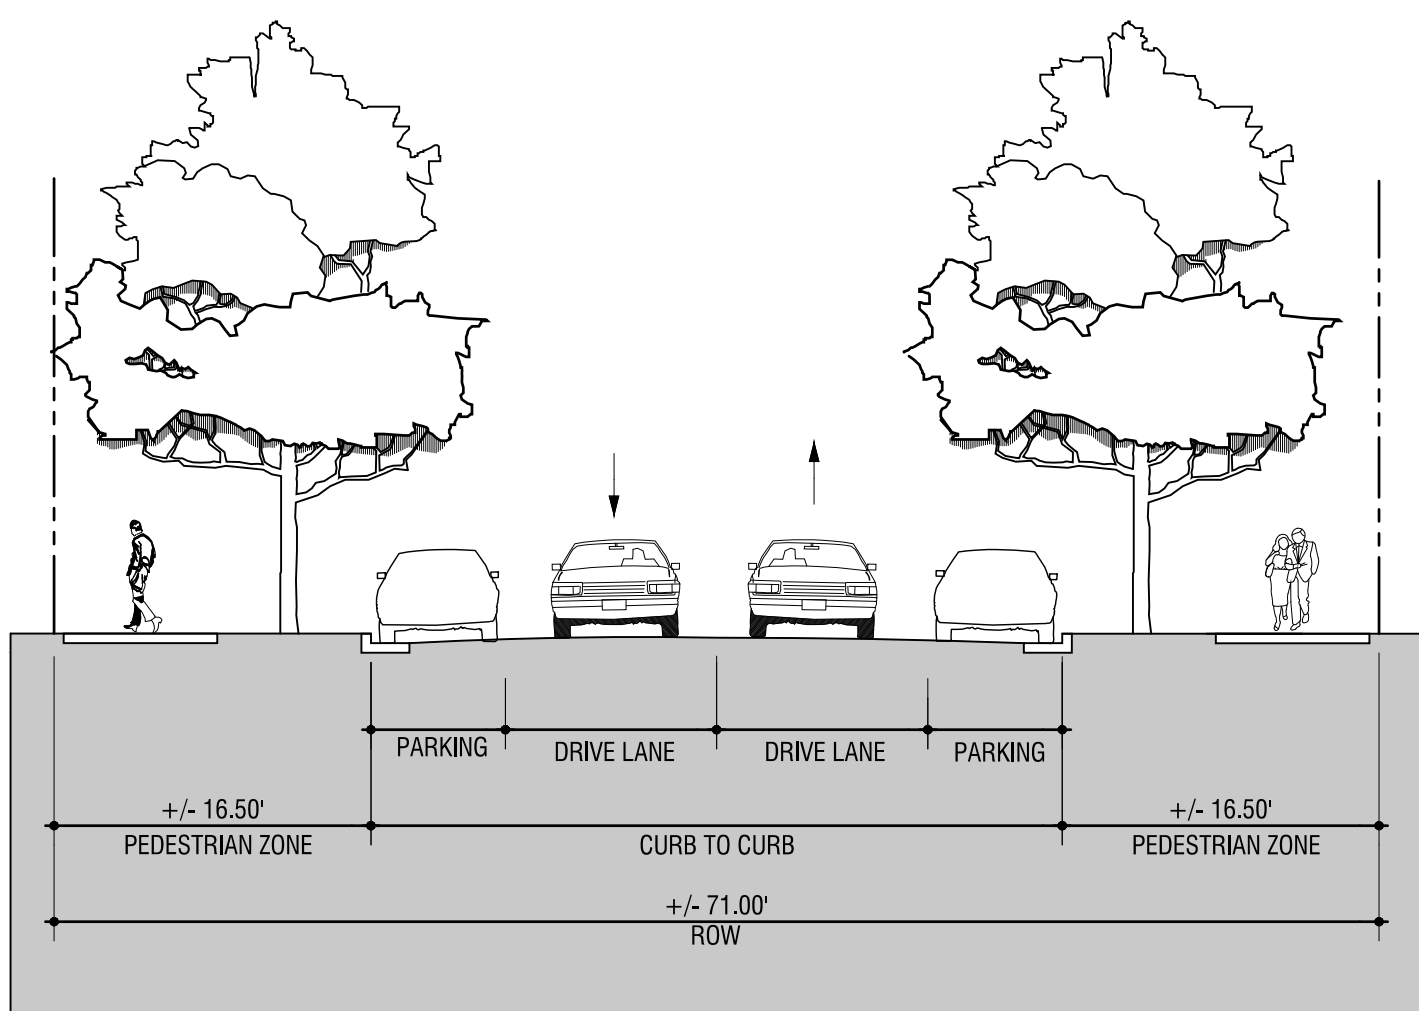 PARKING DRIVE LANE DRIVE LANE PARKING
+/- 16.50' +/- 16.50'
PEDESTRIAN ZONE CURB TO CURB PEDESTRIAN ZONE
+/- 71.00'
ROW